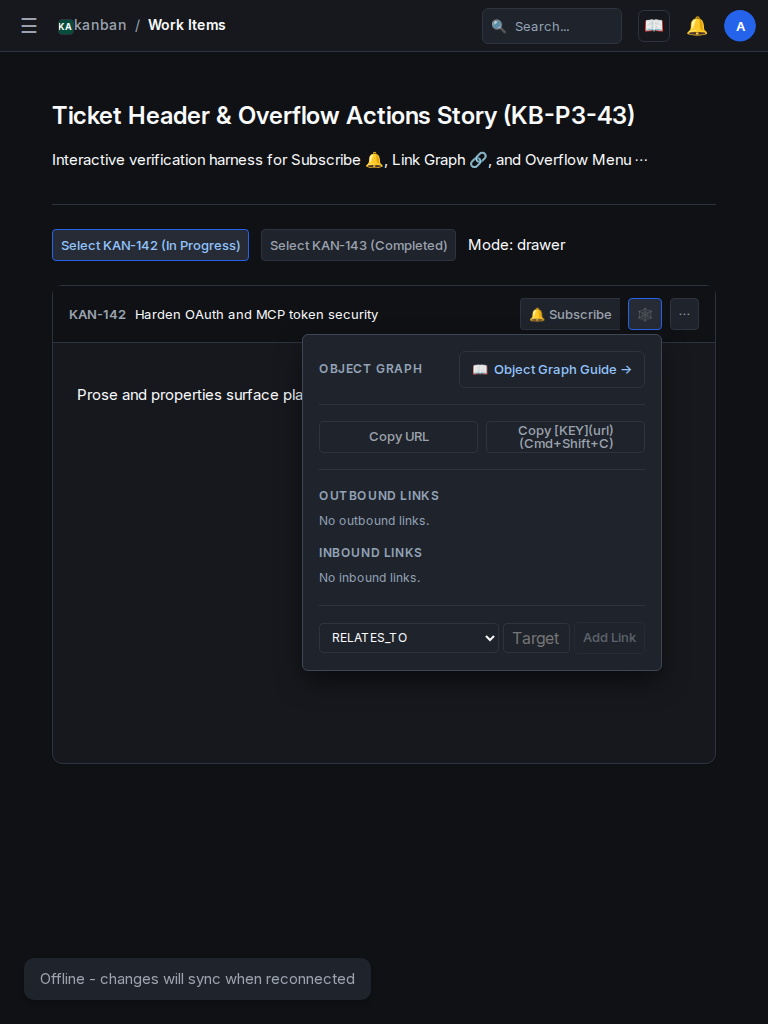 KA kanban / Work Items
Search...
A
Ticket Header & Overflow Actions Story (KB-P3-43)
Interactive verification harness for Subscribe 🔔, Link Graph 🔗, and Overflow Menu ⋯
Select KAN-142 (In Progress)
Select KAN-143 (Completed)
Mode: drawer
KAN-142 Harden OAuth and MCP token security
🔔 Subscribe
⋯
OBJECT GRAPH
📖 Object Graph Guide →
Prose and properties surface pla
Copy URL
Copy [KEY](url)
(Cmd+Shift+C)
OUTBOUND LINKS
No outbound links.
INBOUND LINKS
No inbound links.
RELATES_TO
Target
Add Link
Offline - changes will sync when reconnected